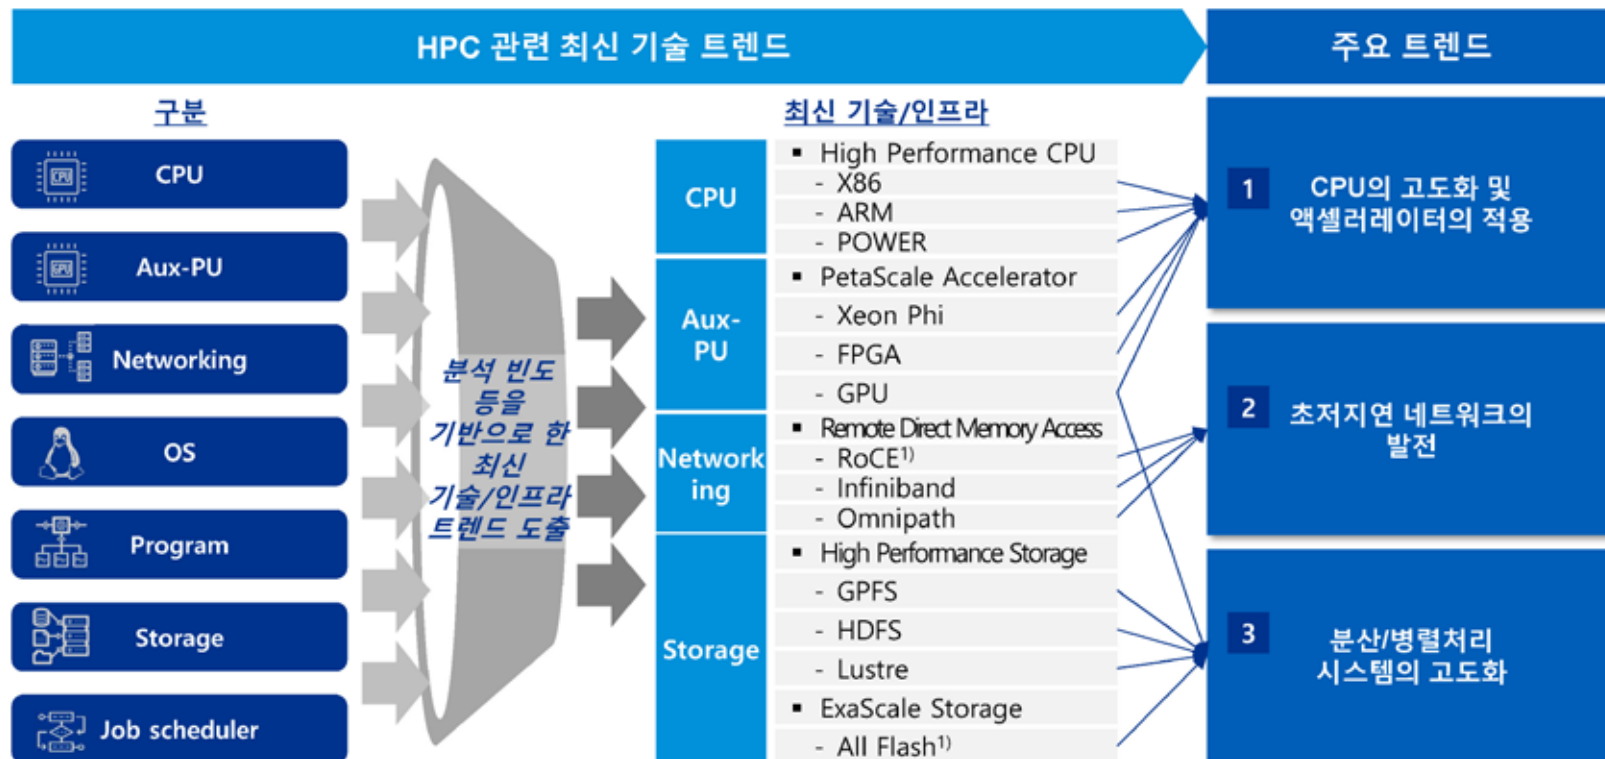 HPC 관련 최신 기술 트렌드
주요 트렌드
구분
CPU
CPU
GPU
Aux-PU
Networking
OS
Program
Storage
Job scheduler
분석 빈도
등을
기반으로 한
최신
기술/인프라
트렌드 도출
최신 기술/인프라
CPU
▪ High Performance CPU
- X86
- ARM
- POWER
Aux-
PU
▪ PetaScale Accelerator
- Xeon Phi
- FPGA
- GPU
Network
ing
▪ Remote Direct Memory Access
- RoCE¹⁾
- Infiniband
- Omnipath
Storage
▪ High Performance Storage
- GPFS
- HDFS
- Lustre
▪ ExaScale Storage
- All Flash¹⁾
1
CPU의 고도화 및
액셀러레이터의 적용
2
초저지연 네트워크의
발전
3
분산/병렬처리
시스템의 고도화